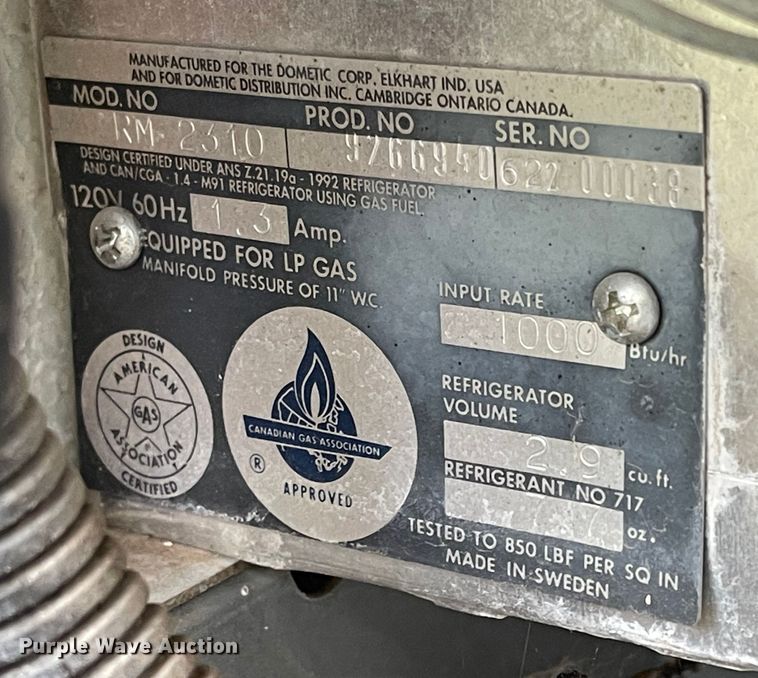 MANUFACTURED FOR THE DOMETIC CORP. ELKHART IND. USA
AND FOR DOMETIC DISTRIBUTION INC. CAMBRIDGE ONTARIO CANADA.
MOD. NO PROD. NO SER. NO
RM 2310 9266940 622 00038
DESIGN CERTIFIED UNDER ANS Z.21.19a - 1992 REFRIGERATOR
AND CAN/CGA - 1.4 - M91 REFRIGERATOR USING GAS FUEL.
120V 60Hz 1.3 Amp.
EQUIPPED FOR LP GAS
MANIFOLD PRESSURE OF 11" W.C.
INPUT RATE
1000 Btu/hr
DESIGN
AMERICAN
GAS
ASSOCIATION
CERTIFIED
CANADIAN GAS ASSOCIATION
®
APPROVED
REFRIGERATOR
VOLUME
2.9 cu.ft.
REFRIGERANT NO 717
oz.
TESTED TO 850 LBF PER SQ IN
MADE IN SWEDEN
Purple Wave Auction